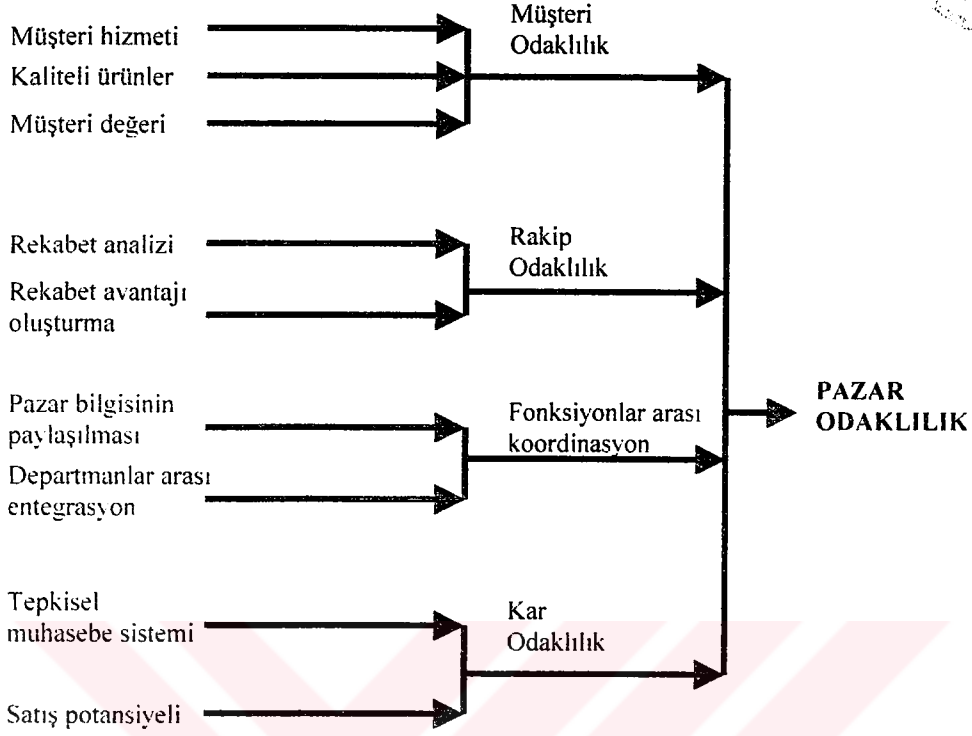 Müşteri hizmeti
Kaliteli ürünler
Müşteri değeri
Müşteri
Odaklılık
Rekabet analizi
Rekabet avantajı
oluşturma
Rakip
Odaklılık
Pazar bilgisinin
paylaşılması
Departmanlar arası
entegrasyon
Fonksiyonlar arası
koordinasyon
Tepkisel
muhasebe sistemi
Satış potansiyeli
Kar
Odaklılık
PAZAR
ODAKLILIK